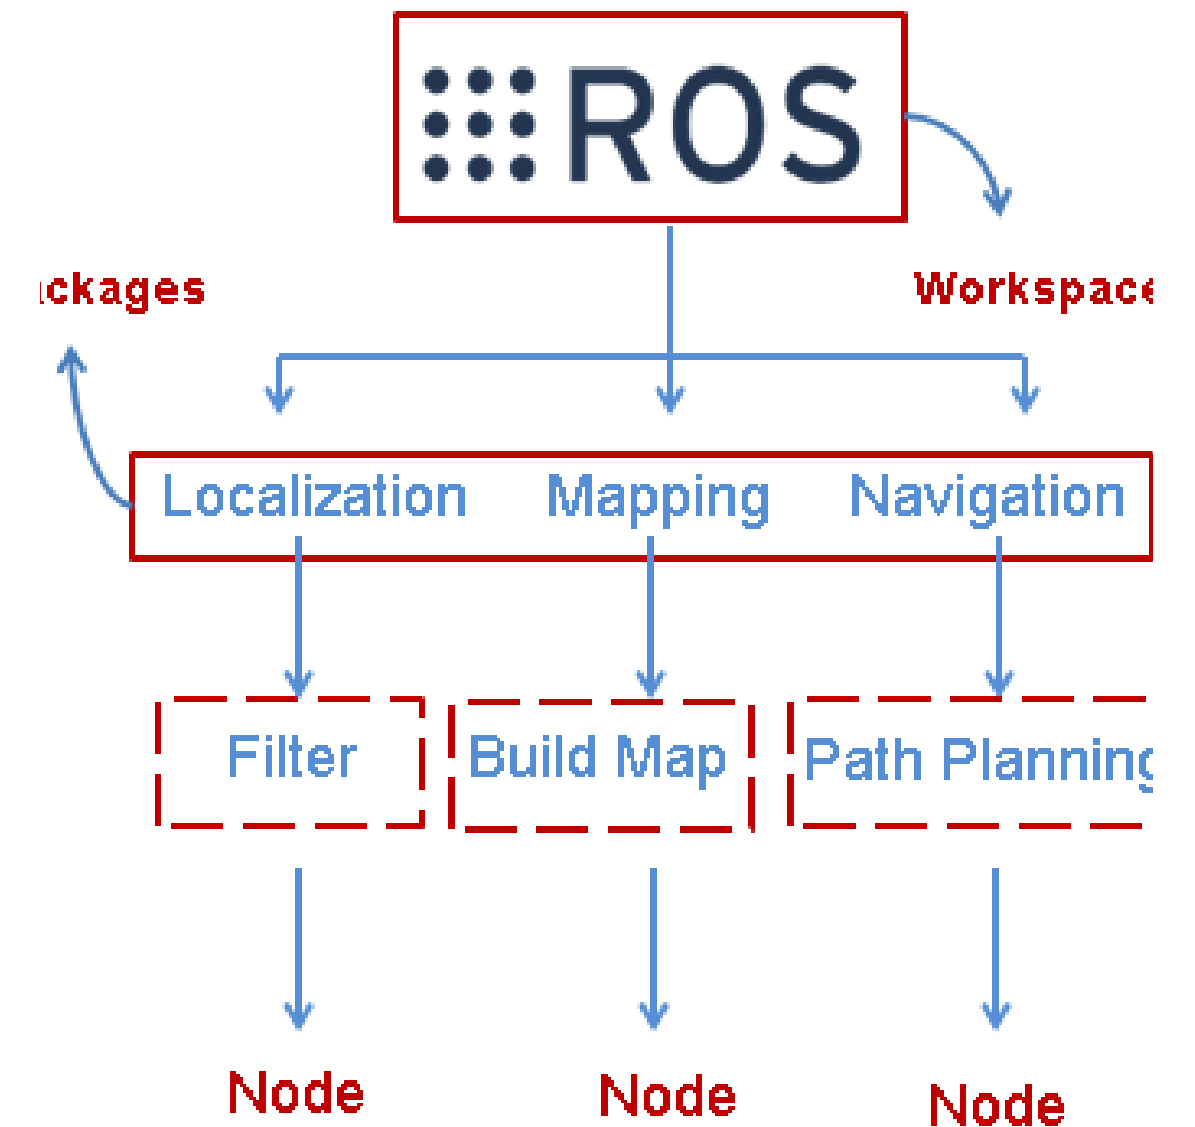 ROS
ckages
Workspace
Localization Mapping Navigation
Filter Build Map Path Planning
Node Node Node